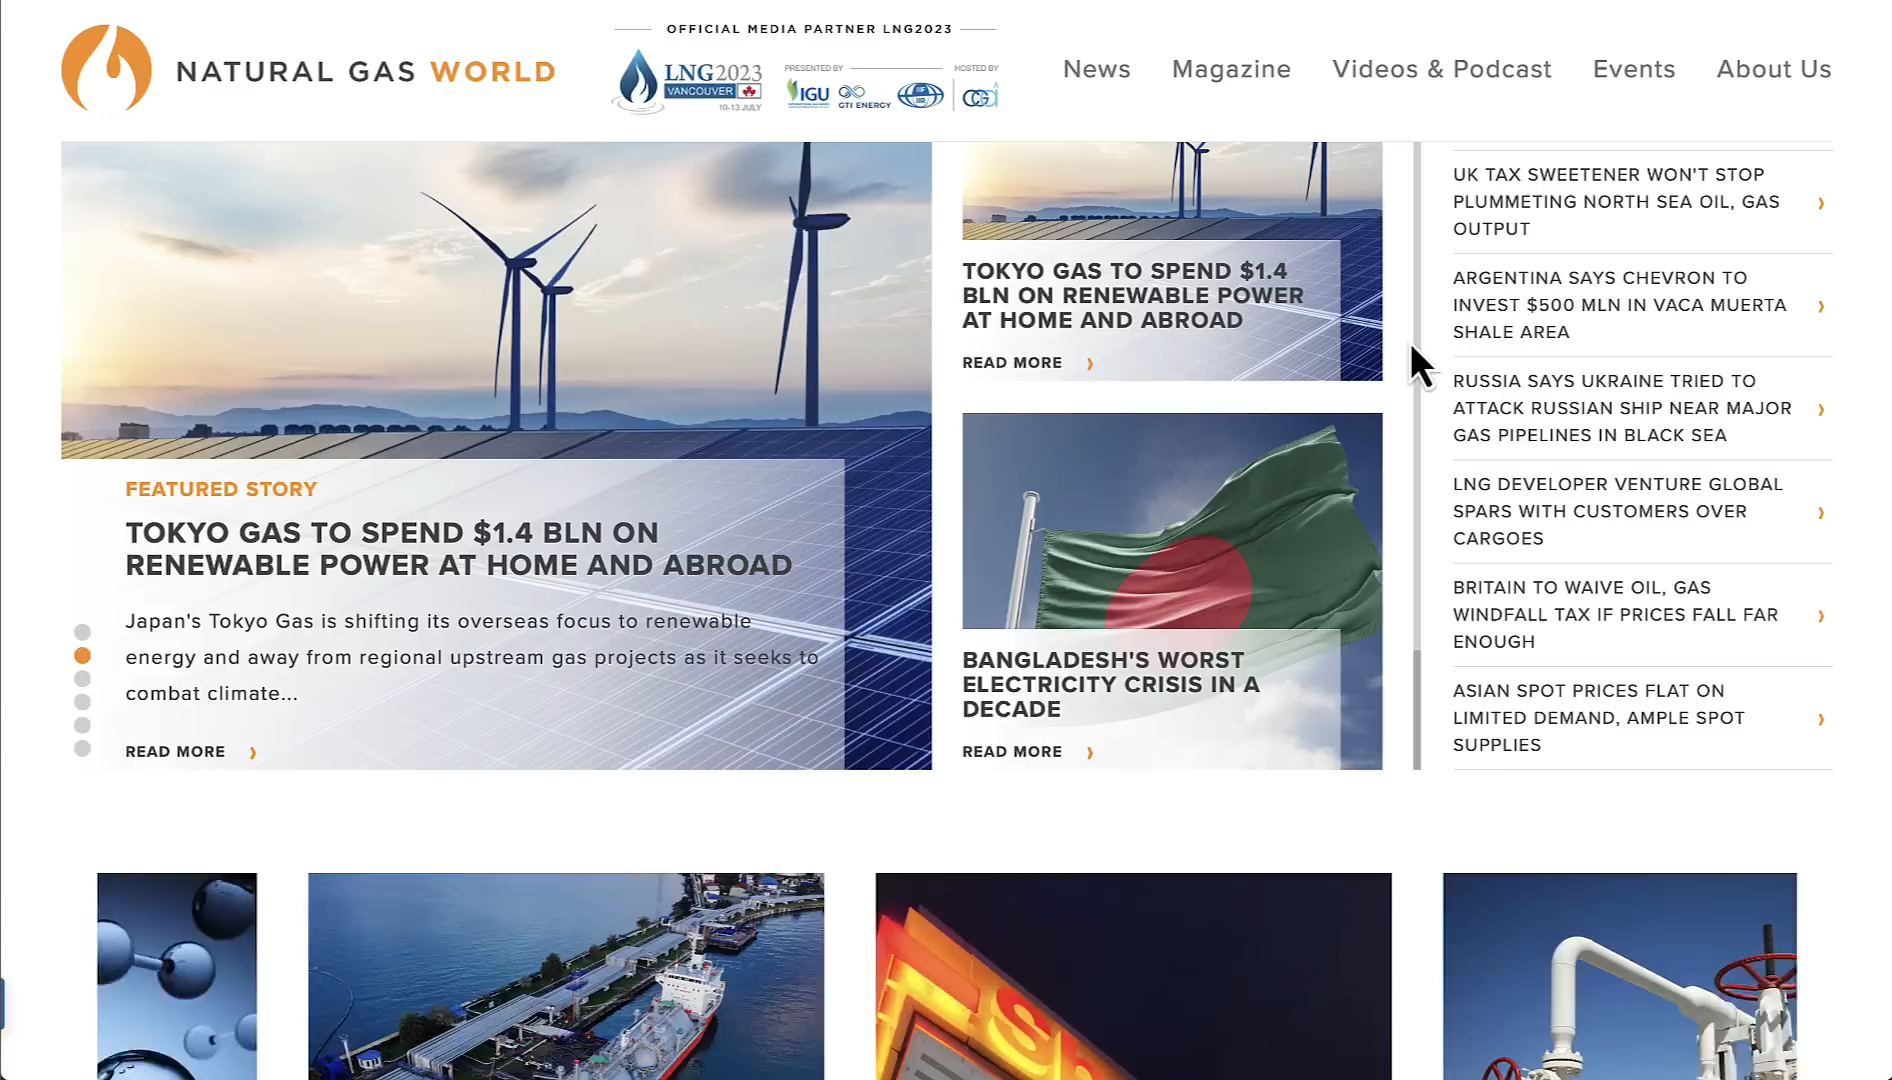 OFFICIAL MEDIA PARTNER LNG2023
NATURAL GAS WORLD
LNG2023
VANCOUVER
10-13 JULY
PRESENTED BY
HOSTED BY
IGU
GTI ENERGY
News
Magazine
Videos & Podcast
Events
About Us
FEATURED STORY
TOKYO GAS TO SPEND $1.4 BLN ON
RENEWABLE POWER AT HOME AND ABROAD
Japan's Tokyo Gas is shifting its overseas focus to renewable
energy and away from regional upstream gas projects as it seeks to
combat climate...
READ MORE
TOKYO GAS TO SPEND $1.4
BLN ON RENEWABLE POWER
AT HOME AND ABROAD
READ MORE
BANGLADESH'S WORST
ELECTRICITY CRISIS IN A
DECADE
READ MORE
UK TAX SWEETENER WON'T STOP
PLUMMETING NORTH SEA OIL, GAS
OUTPUT
ARGENTINA SAYS CHEVRON TO
INVEST $500 MLN IN VACA MUERTA
SHALE AREA
RUSSIA SAYS UKRAINE TRIED TO
ATTACK RUSSIAN SHIP NEAR MAJOR
GAS PIPELINES IN BLACK SEA
LNG DEVELOPER VENTURE GLOBAL
SPARS WITH CUSTOMERS OVER
CARGOES
BRITAIN TO WAIVE OIL, GAS
WINDFALL TAX IF PRICES FALL FAR
ENOUGH
ASIAN SPOT PRICES FLAT ON
LIMITED DEMAND, AMPLE SPOT
SUPPLIES